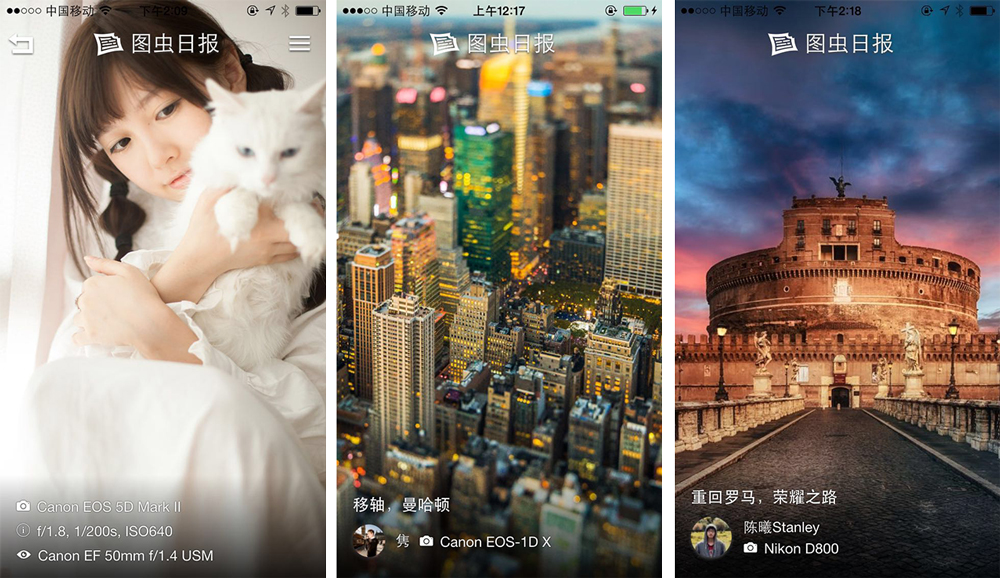 中国移动 下午2:09
图虫日报
Canon EOS 5D Mark II
f/1.8, 1/200s, ISO640
Canon EF 50mm f/1.4 USM
中国移动 上午12:17
图虫日报
移轴，曼哈顿
隽 Canon EOS-1D X
中国移动 下午2:18
图虫日报
重回罗马，荣耀之路
陈曦Stanley
Nikon D800